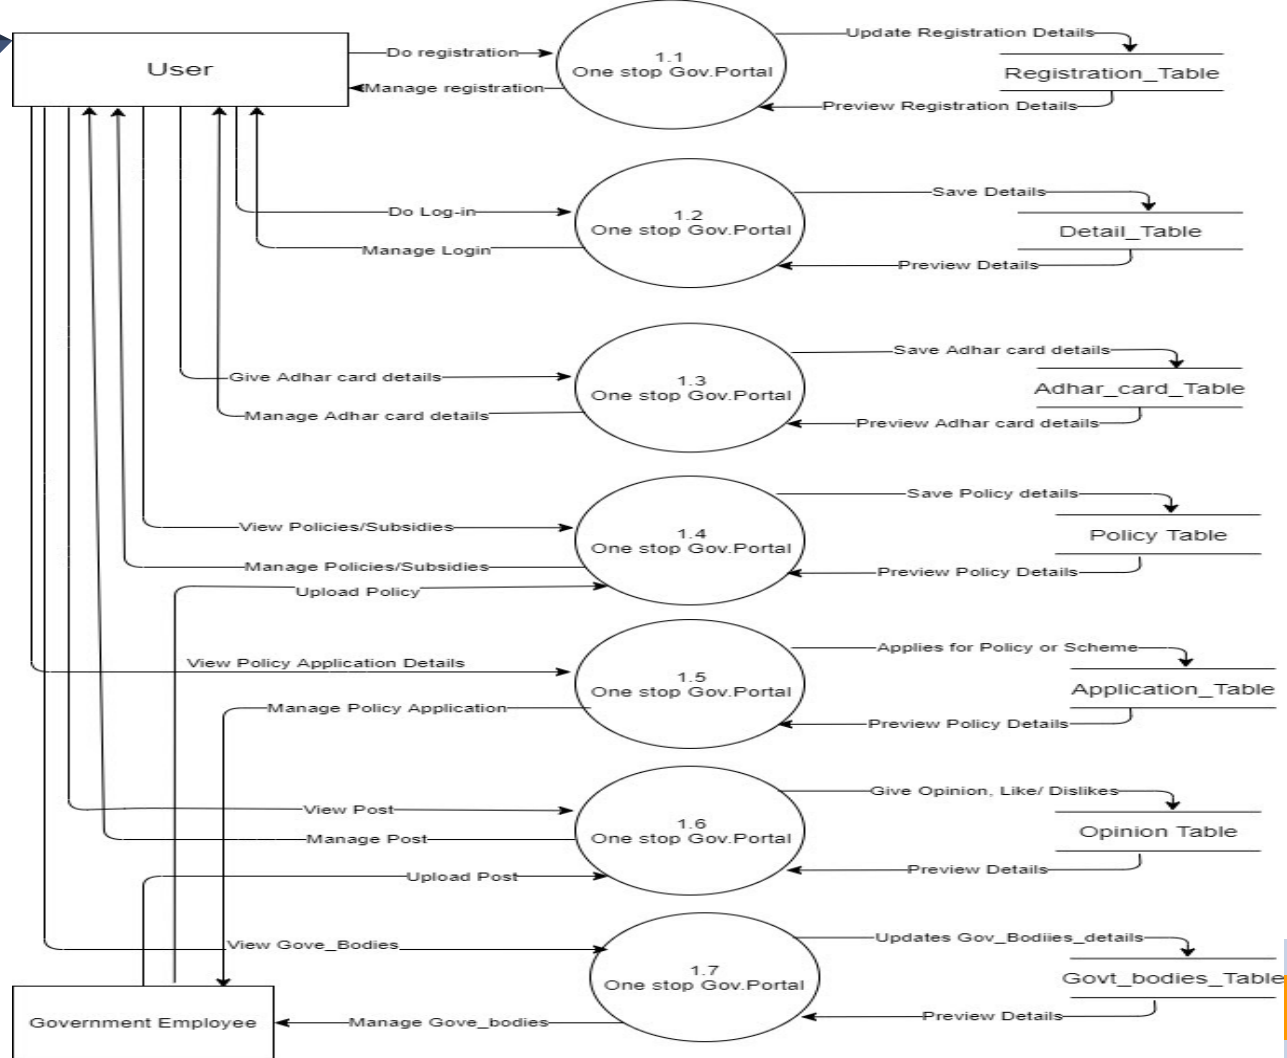 User
Do registration
Manage registration
1.1
One stop Gov.Portal
Update Registration Details
Registration_Table
Preview Registration Details
Do Log-in
Manage Login
1.2
One stop Gov.Portal
Save Details
Detail_Table
Preview Details
Give Adhar card details
Manage Adhar card details
1.3
One stop Gov.Portal
Save Adhar card details
Adhar_card_Table
Preview Adhar card details
View Policies/Subsidies
Manage Policies/Subsidies
Upload Policy
1.4
One stop Gov.Portal
Save Policy details
Policy Table
Preview Policy Details
View Policy Application Details
Manage Policy Application
1.5
One stop Gov.Portal
Applies for Policy or Scheme
Application_Table
Preview Policy Details
View Post
Manage Post
Upload Post
1.6
One stop Gov.Portal
Give Opinion, Like/ Dislikes
Opinion Table
Preview Details
View Gove_Bodies
Manage Gove_bodies
1.7
One stop Gov.Portal
Updates Gov_Bodiies_details
Govt_bodies_Table
Preview Details
Government Employee